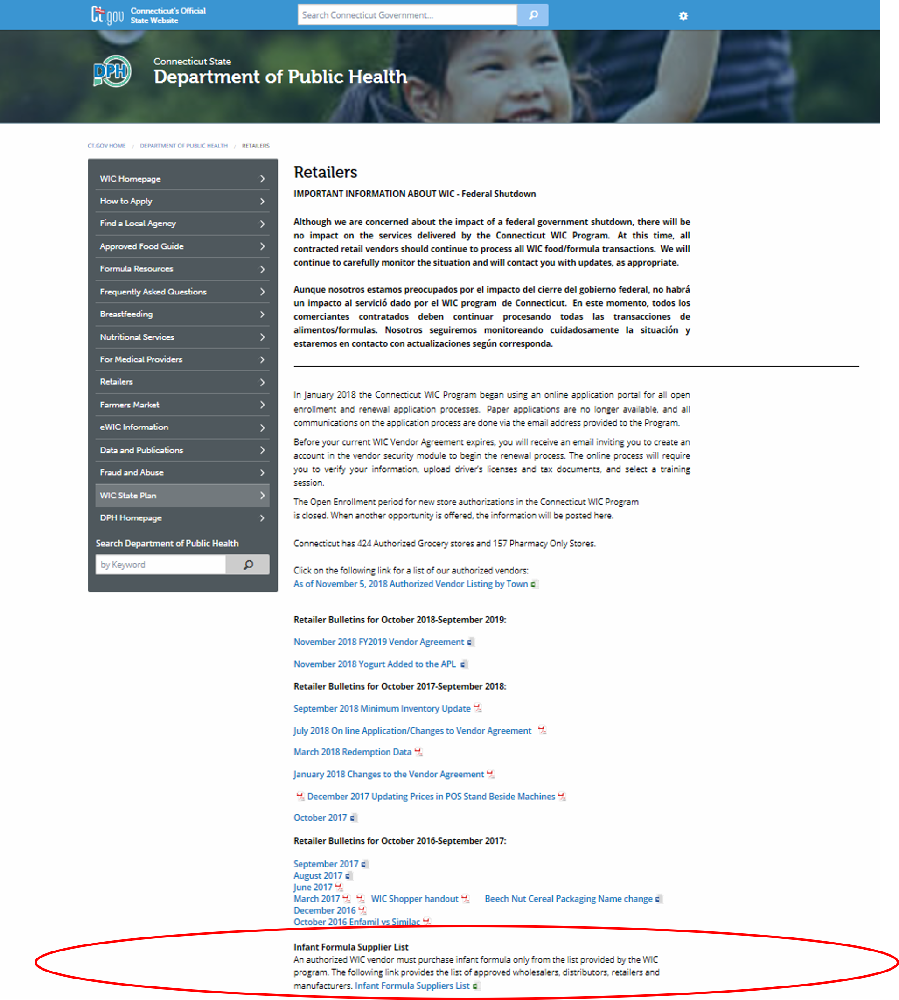 Ct.gov Connecticut's Official
State Website
Search Connecticut Government...
DPH
Connecticut State
Department of Public Health
CT.GOV HOME / DEPARTMENT OF PUBLIC HEALTH / RETAILERS
WIC Homepage
How to Apply
Find a Local Agency
Approved Food Guide
Formula Resources
Frequently Asked Questions
Breastfeeding
Nutritional Services
For Medical Providers
Retailers
Farmers Market
eWIC Information
Data and Publications
Fraud and Abuse
WIC State Plan
DPH Homepage
Search Department of Public Health
by Keyword
Retailers
IMPORTANT INFORMATION ABOUT WIC - Federal Shutdown
Although we are concerned about the impact of a federal government shutdown, there will be
no impact on the services delivered by the Connecticut WIC Program. At this time, all
contracted retail vendors should continue to process all WIC food/formula transactions. We will
continue to carefully monitor the situation and will contact you with updates, as appropriate.
Aunque nosotros estamos preocupados por el impacto del cierre del gobierno federal, no habrá
un impacto al servició dado por el WIC program de Connecticut. En este momento, todos los
comerciantes contratados deben continuar procesando todas las transacciones de
alimentos/formulas. Nosotros seguiremos monitoreando cuidadosamente la situación y
estaremos en contacto con actualizaciones según corresponda.
In January 2018 the Connecticut WIC Program began using an online application portal for all open
enrollment and renewal application processes. Paper applications are no longer available, and all
communications on the application process are done via the email address provided to the Program.
Before your current WIC Vendor Agreement expires, you will receive an email inviting you to create an
account in the vendor security module to begin the renewal process. The online process will require
you to verify your information, upload driver's licenses and tax documents, and select a training
session.
The Open Enrollment period for new store authorizations in the Connecticut WIC Program
is closed. When another opportunity is offered, the information will be posted here.
Connecticut has 424 Authorized Grocery stores and 157 Pharmacy Only Stores.
Click on the following link for a list of our authorized vendors:
As of November 5, 2018 Authorized Vendor Listing by Town
Retailer Bulletins for October 2018-September 2019:
November 2018 FY2019 Vendor Agreement
November 2018 Yogurt Added to the APL
Retailer Bulletins for October 2017-September 2018:
September 2018 Minimum Inventory Update
July 2018 On line Application/Changes to Vendor Agreement
March 2018 Redemption Data
January 2018 Changes to the Vendor Agreement
December 2017 Updating Prices in POS Stand Beside Machines
October 2017
Retailer Bulletins for October 2016-September 2017:
September 2017
August 2017
June 2017
March 2017 WIC Shopper handout Beech Nut Cereal Packaging Name change
December 2016
October 2016 Enfamil vs Similac
Infant Formula Supplier List
An authorized WIC vendor must purchase infant formula only from the list provided by the WIC
program. The following link provides the list of approved wholesalers, distributors, retailers and
manufacturers. Infant Formula Suppliers List